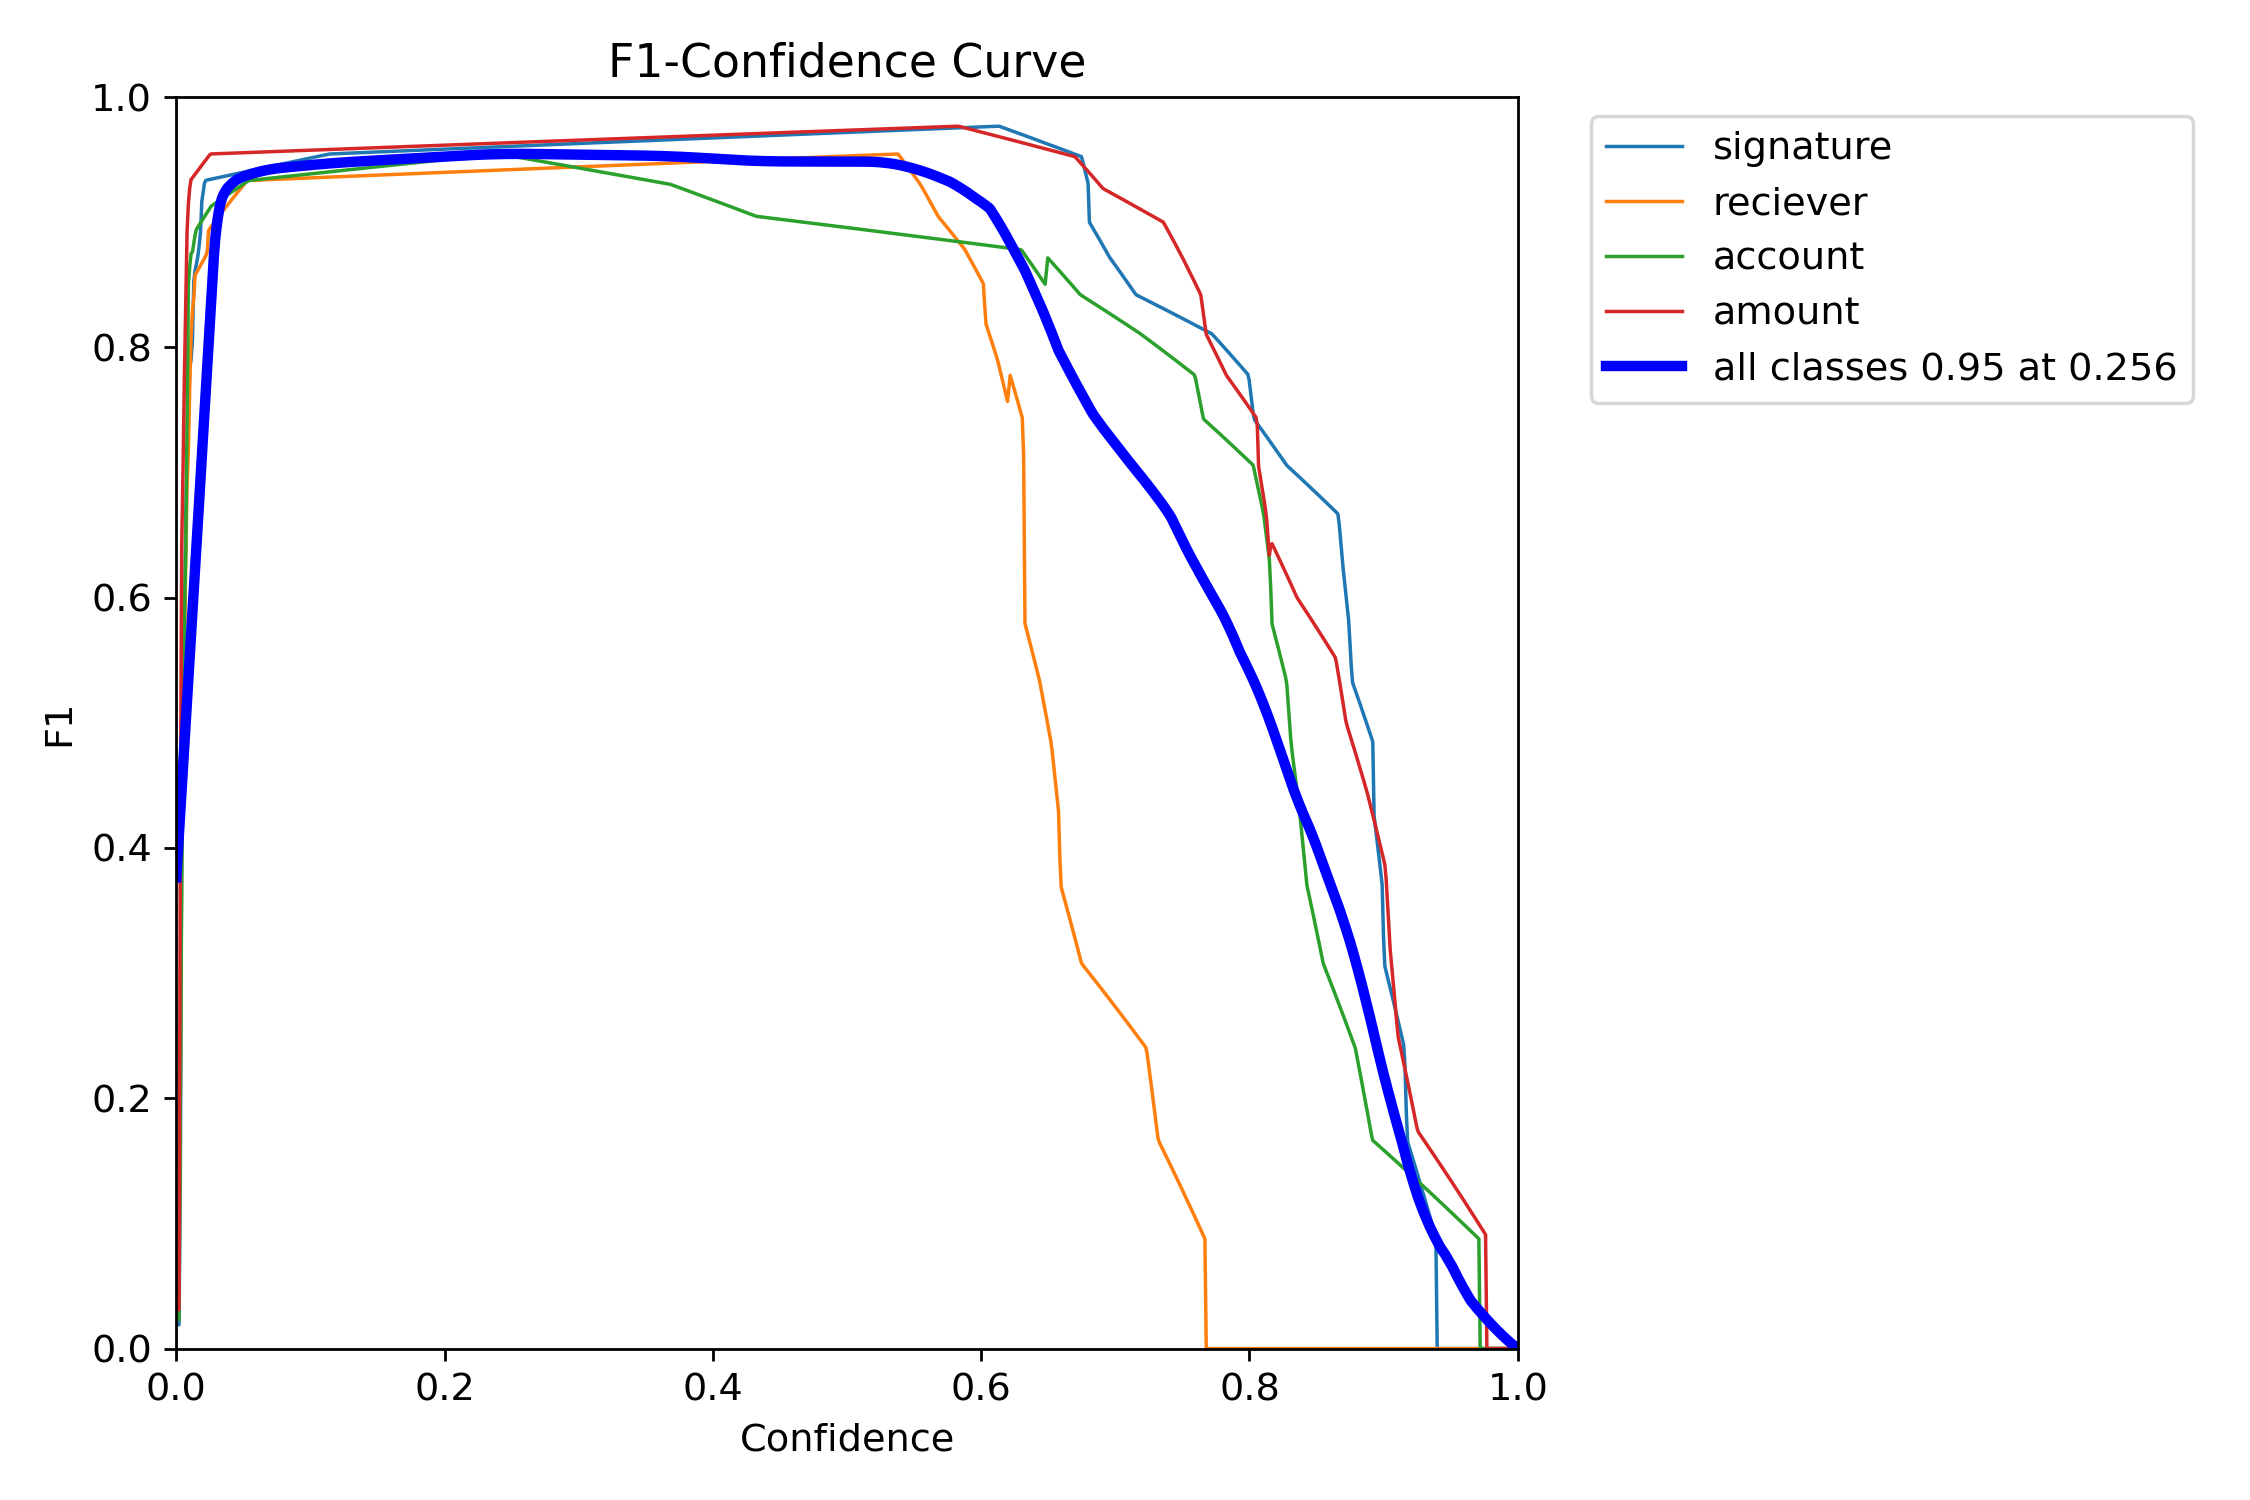 F1-Confidence Curve
1.0
0.8
0.6
0.4
0.2
0.0
F1
0.0 0.2 0.4 0.6 0.8 1.0
Confidence
signature
reciever
account
amount
all classes 0.95 at 0.256